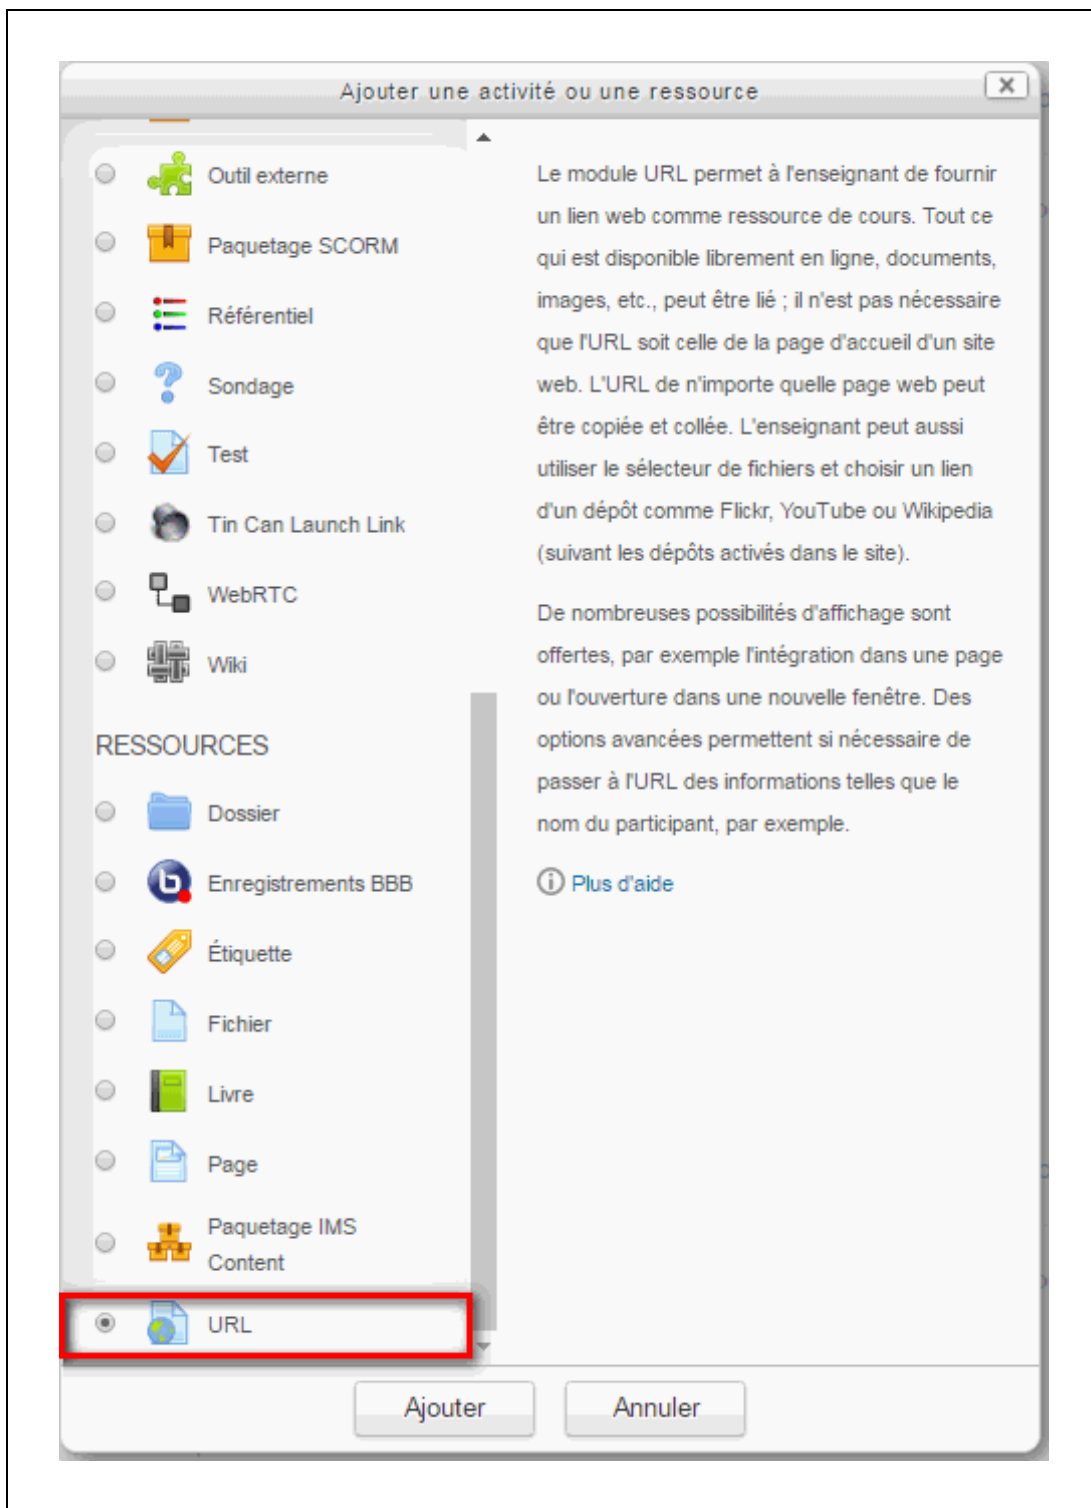 Ajouter une activité ou une ressource
Outil externe
Paquetage SCORM
Référentiel
Sondage
Test
Tin Can Launch Link
WebRTC
Wiki
RESSOURCES
Dossier
Enregistrements BBB
Étiquette
Fichier
Livre
Page
Paquetage IMS
Content
URL
Le module URL permet à l'enseignant de fournir
un lien web comme ressource de cours. Tout ce
qui est disponible librement en ligne, documents,
images, etc., peut être lié ; il n'est pas nécessaire
que l'URL soit celle de la page d'accueil d'un site
web. L'URL de n'importe quelle page web peut
être copiée et collée. L'enseignant peut aussi
utiliser le sélecteur de fichiers et choisir un lien
d'un dépôt comme Flickr, YouTube ou Wikipedia
(suivant les dépôts activés dans le site).
De nombreuses possibilités d'affichage sont
offertes, par exemple l'intégration dans une page
ou l'ouverture dans une nouvelle fenêtre. Des
options avancées permettent si nécessaire de
passer à l'URL des informations telles que le
nom du participant, par exemple.
Plus d'aide
Ajouter
Annuler